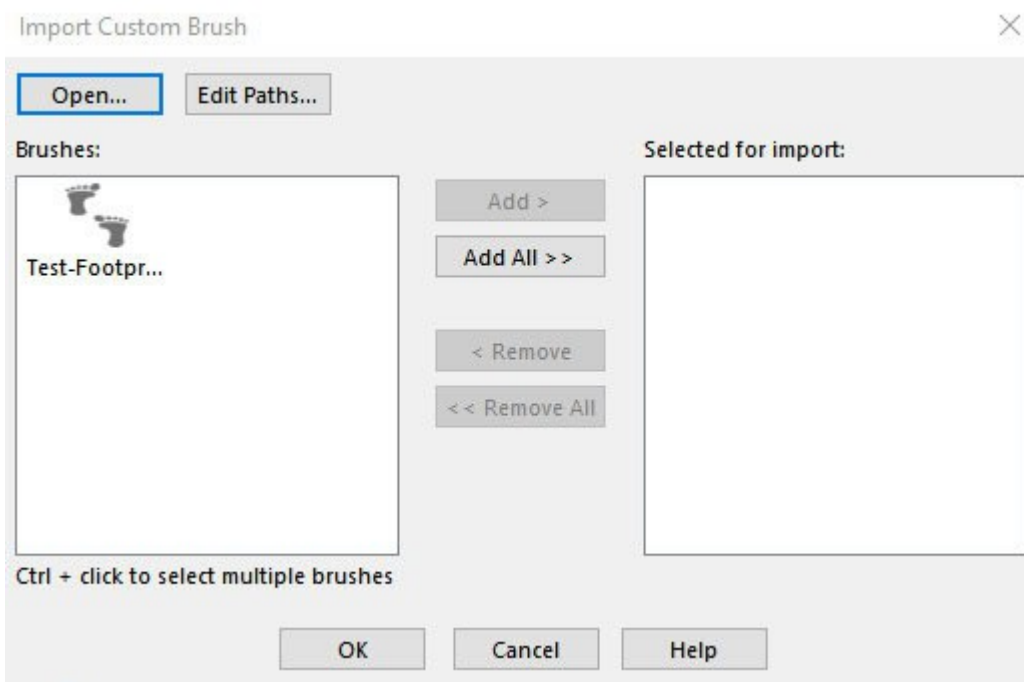 Import Custom Brush
Open...
Edit Paths...
Brushes:
Selected for import:
Test-Footpr...
Add >
Add All >>
< Remove
<< Remove All
Ctrl + click to select multiple brushes
OK
Cancel
Help